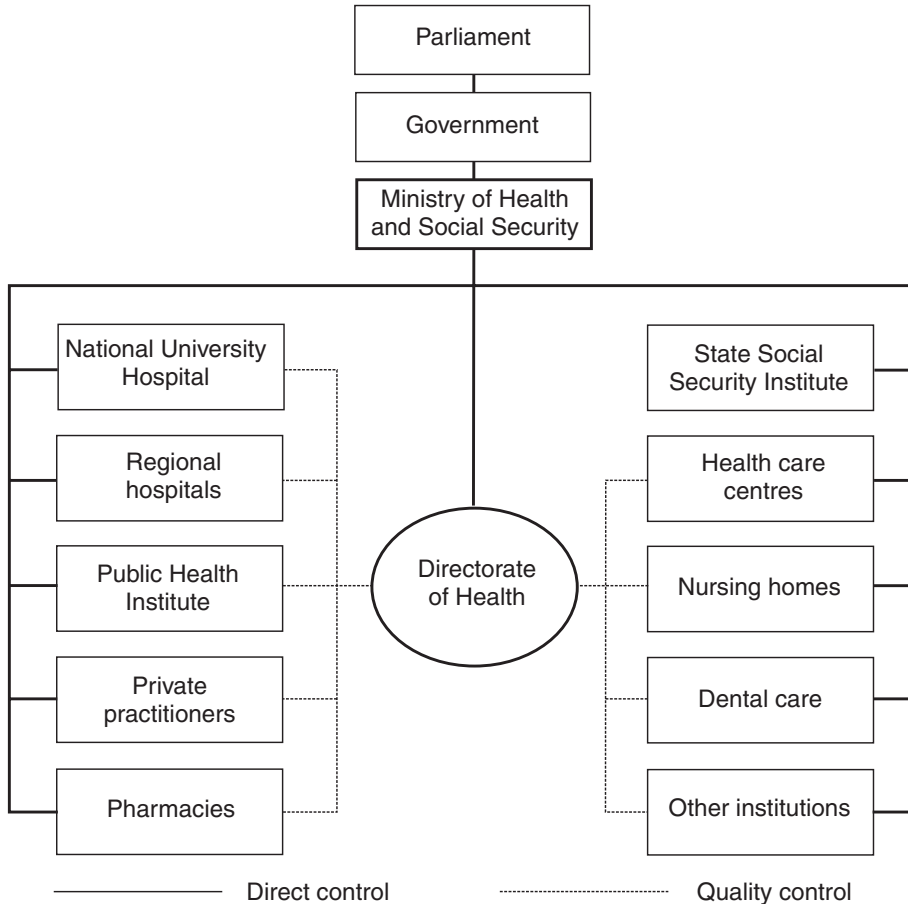 Parliament
Government
Ministry of Health
and Social Security
National University
Hospital
Regional
hospitals
Public Health
Institute
Private
practitioners
Pharmacies
Directorate
of Health
State Social
Security Institute
Health care
centres
Nursing homes
Dental care
Other institutions
Direct control
Quality control